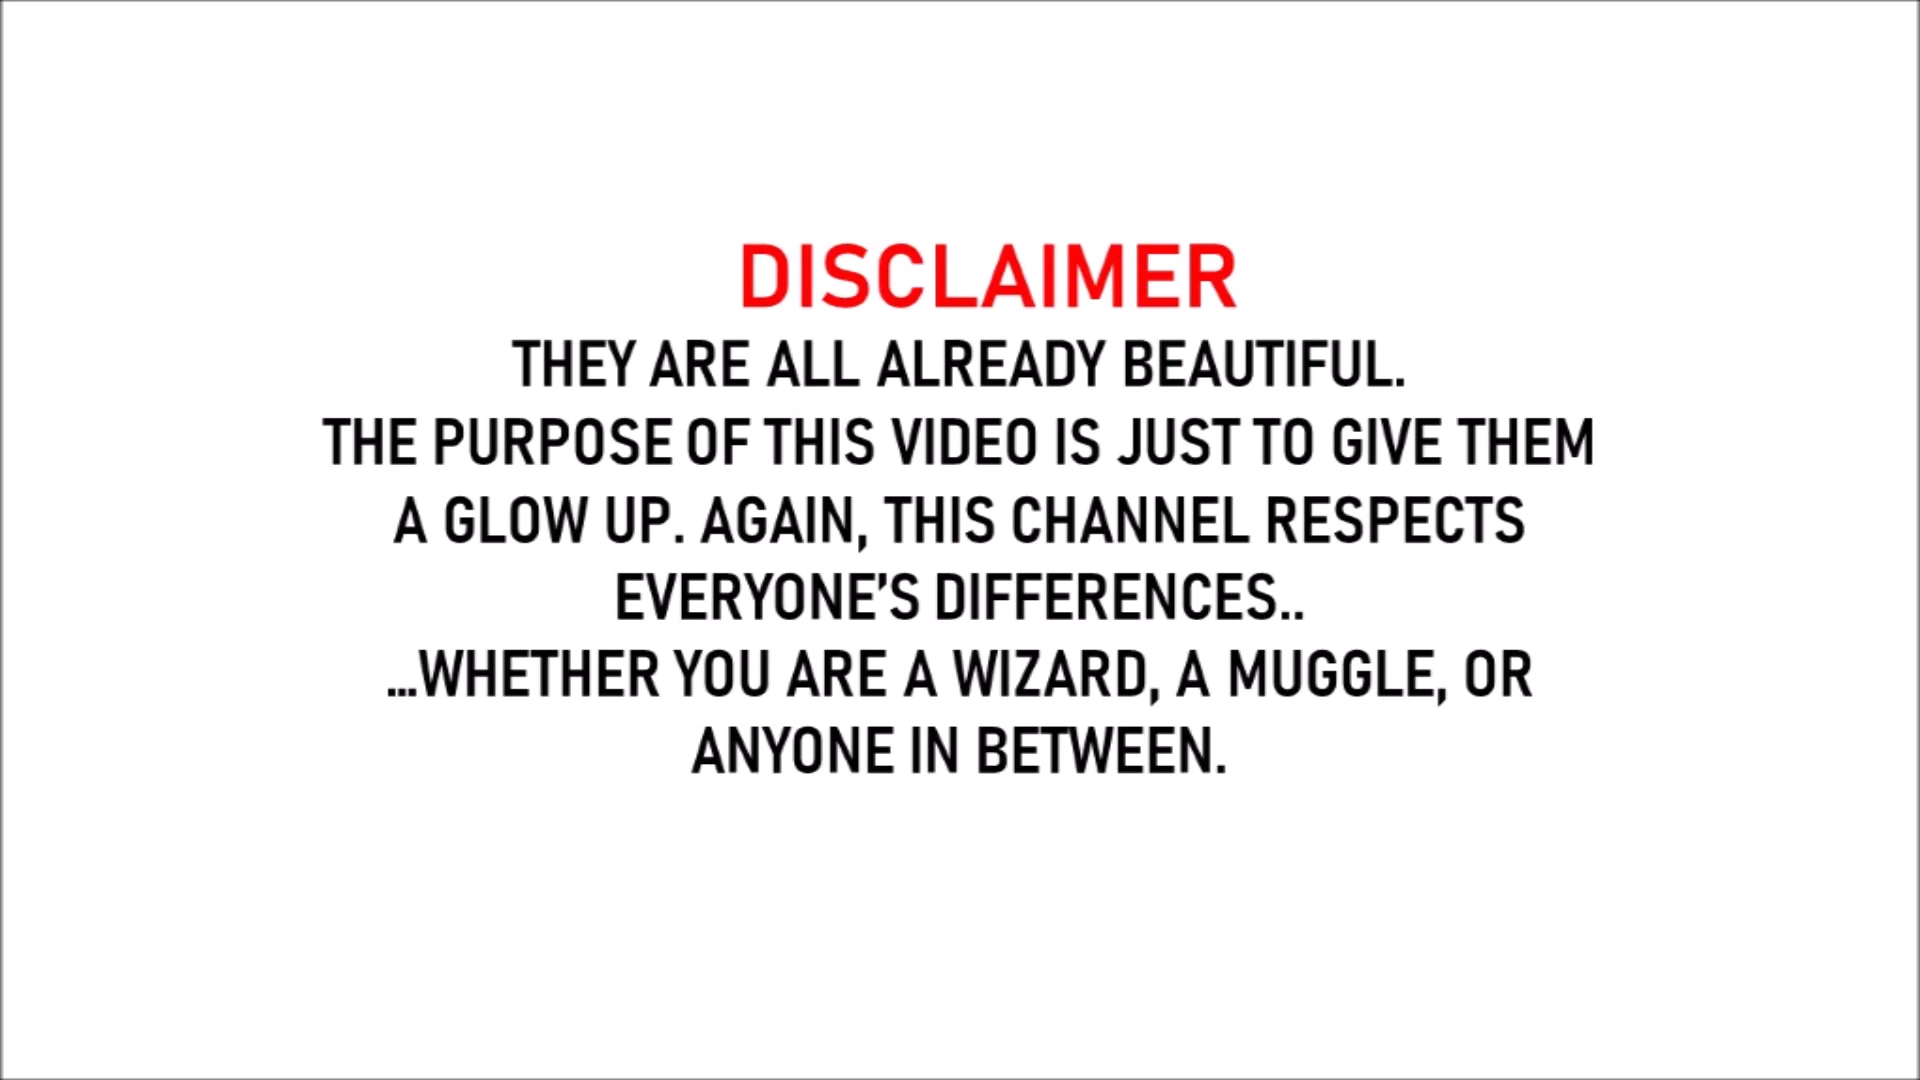 DISCLAIMER
THEY ARE ALL ALREADY BEAUTIFUL.
THE PURPOSE OF THIS VIDEO IS JUST TO GIVE THEM
A GLOW UP. AGAIN, THIS CHANNEL RESPECTS
EVERYONE'S DIFFERENCES..
...WHETHER YOU ARE A WIZARD, A MUGGLE, OR
ANYONE IN BETWEEN.